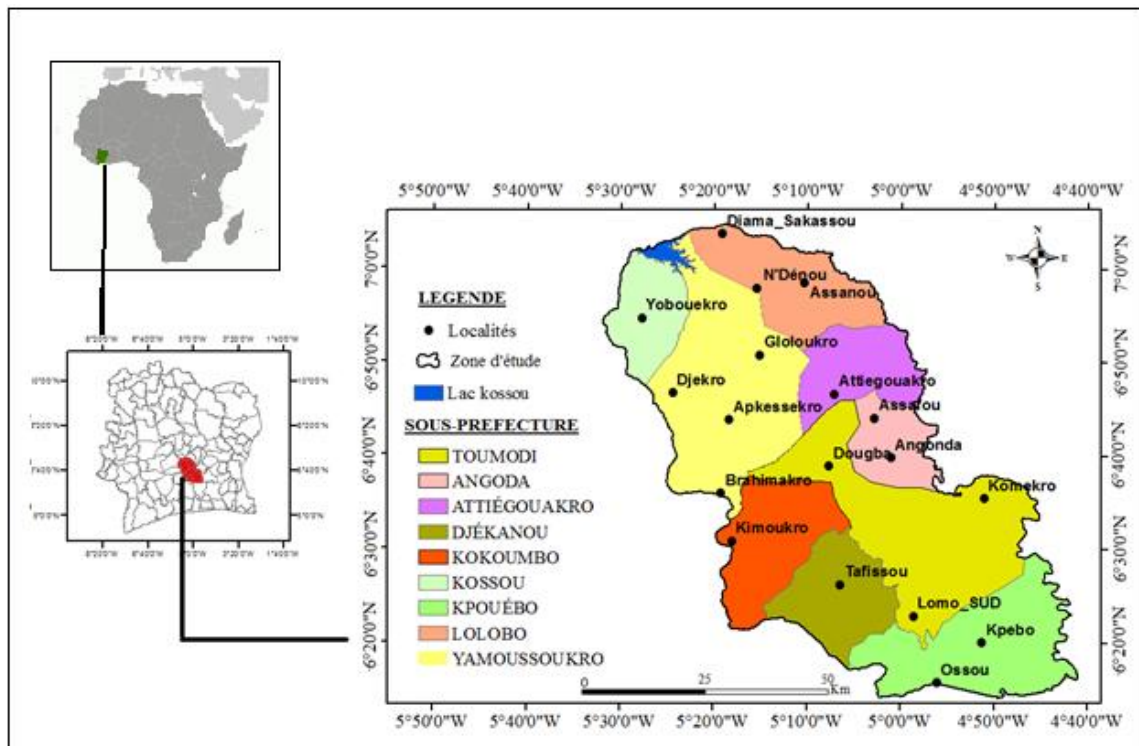 5°50'0"W 5°30'0"W 5°20'0"W 5°10'0"W 5°0'0"W 4°50'0"W 4°40'0"W
7°0'0"N
6°50'0"N
6°40'0"N
6°30'0"N
6°20'0"N
N
W E
S
Diama_Sakassou
N'Dénou
Assanou
Yobouekro
Gloloukro
Djekro
Attiegouakro
Apkessekro
Assafou
Angonda
Dougba
Brahimakro
Komekro
Kimoukro
Tafissou
Lomo_SUD
Kpebo
Ossou
LEGENDE
Localités
Zone d'étude
Lac kossou
SOUS-PREFECTURE
TOUMODI
ANGODA
ATTIÉGOUAKRO
DJÉKANOU
KOKOUMBO
KOSSOU
KPOUÉBO
LOLOBO
YAMOUSSOUKRO
0 25 50
Km
7°0'0"N
6°50'0"N
6°40'0"N
6°30'0"N
6°20'0"N
5°50'0"W 5°40'0"W 5°30'0"W 5°20'0"W 5°10'0"W 5°0'0"W 4°50'0"W 4°40'0"W